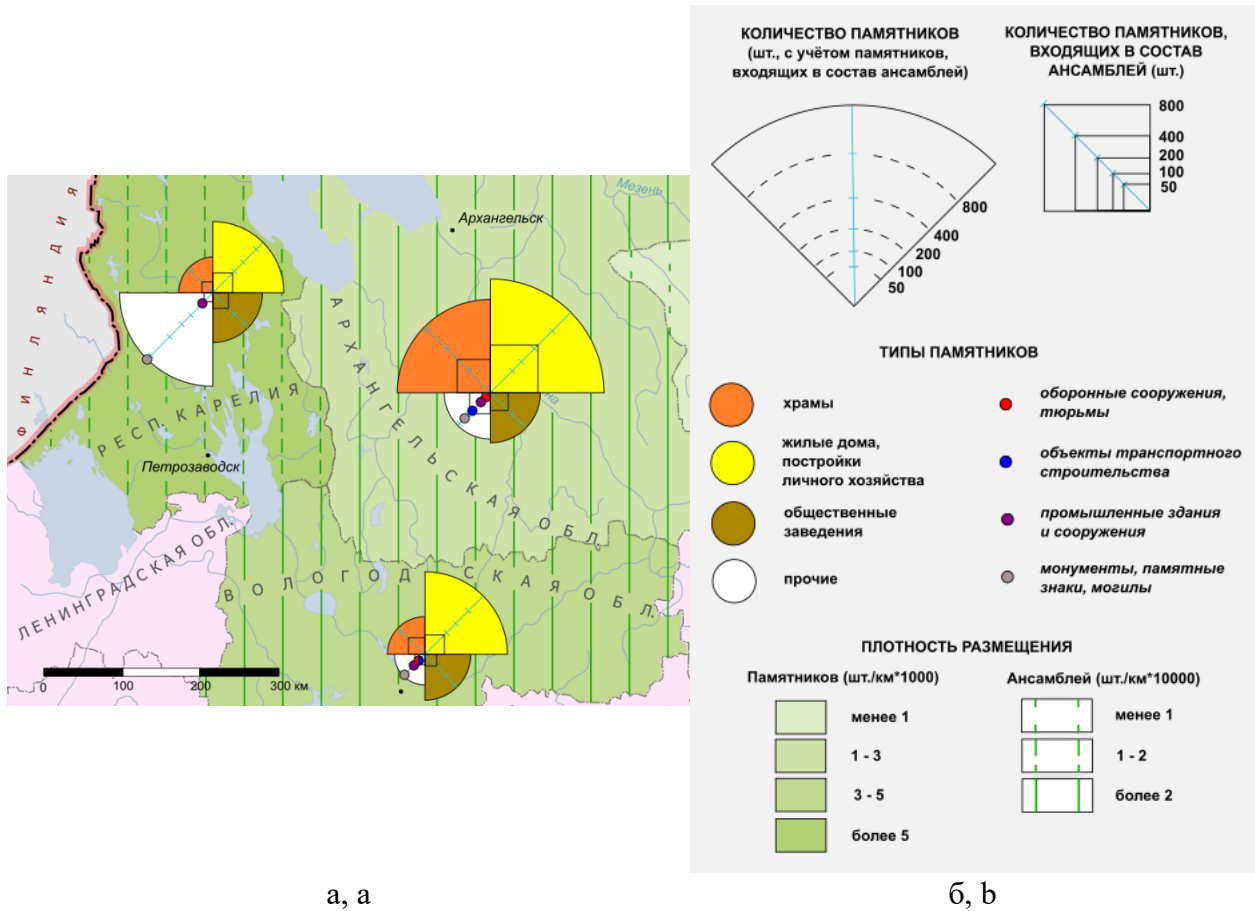 КОЛИЧЕСТВО ПАМЯТНИКОВ
(шт., с учётом памятников,
входящих в состав ансамблей)
КОЛИЧЕСТВО ПАМЯТНИКОВ,
ВХОДЯЩИХ В СОСТАВ
АНСАМБЛЕЙ (шт.)
800
400
200
100
50
800
400
200
100
50
ФИНЛЯНДИЯ
Мезень
Архангельск
АРХАНГЕЛЬСКАЯ ОБЛ.
РЕСП. КАРЕЛИЯ
Петрозаводск
ЛЕНИНГРАДСКАЯ ОБЛ.
ВОЛОГОДСКАЯ ОБЛ.
0 100 200 300 км
ТИПЫ ПАМЯТНИКОВ
храмы
жилые дома,
постройки
личного хозяйства
общественные
заведения
прочие
оборонные сооружения,
тюрьмы
объекты транспортного
строительства
промышленные здания
и сооружения
монументы, памятные
знаки, могилы
ПЛОТНОСТЬ РАЗМЕЩЕНИЯ
Памятников (шт./км*1000)
менее 1
1 - 3
3 - 5
более 5
Ансамблей (шт./км*10000)
менее 1
1 - 2
более 2
а, a
б, b